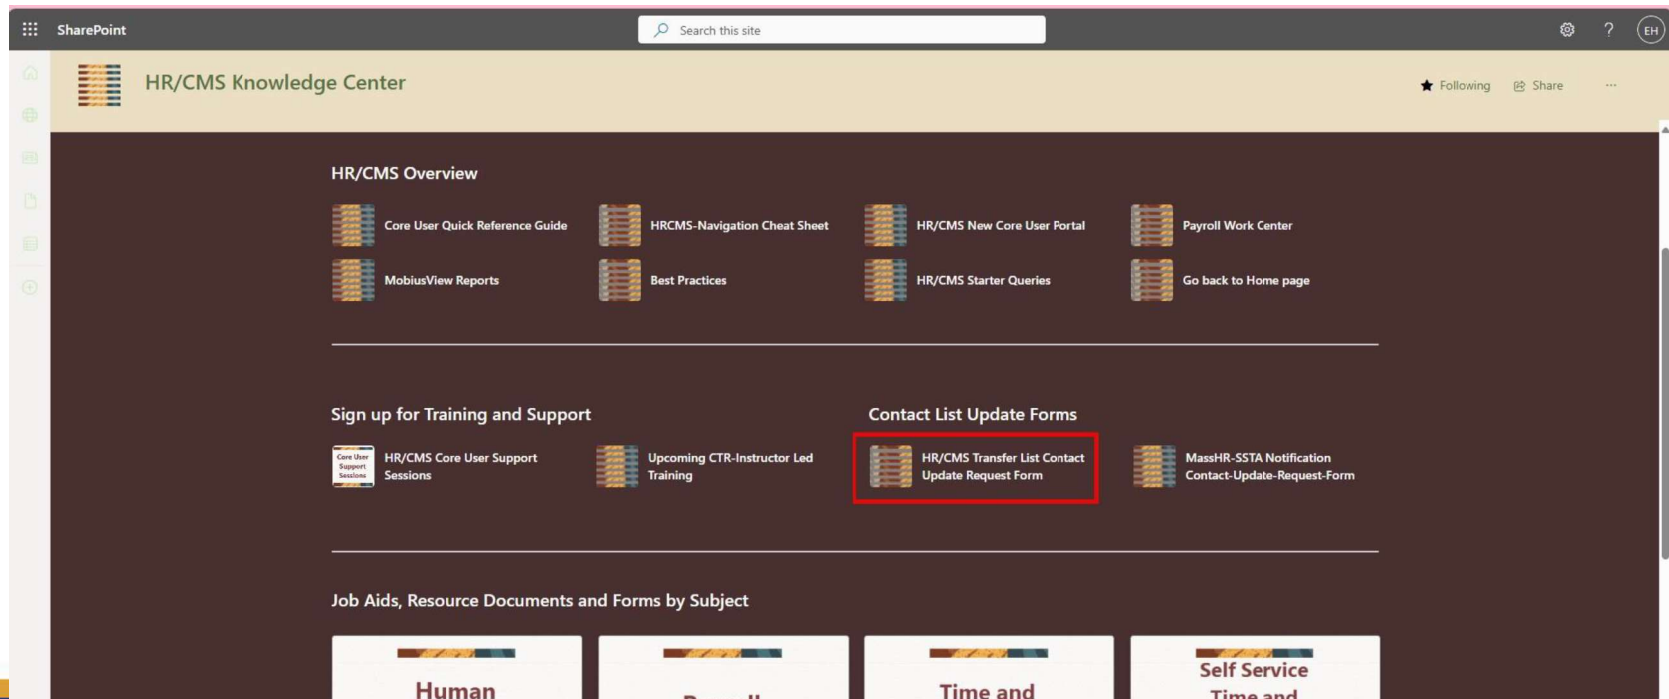 SharePoint
Search this site
EH
HR/CMS Knowledge Center
Following
Share
HR/CMS Overview
Core User Quick Reference Guide
HRCMS-Navigation Cheat Sheet
HR/CMS New Core User Portal
Payroll Work Center
MobiusView Reports
Best Practices
HR/CMS Starter Queries
Go back to Home page
Sign up for Training and Support
Contact List Update Forms
Core User
Support
Sessions
HR/CMS Core User Support
Sessions
Upcoming CTR-Instructor Led
Training
HR/CMS Transfer List Contact
Update Request Form
MassHR-SSTA Notification
Contact-Update-Request-Form
Job Aids, Resource Documents and Forms by Subject
Human
Time and
Self Service
Time and